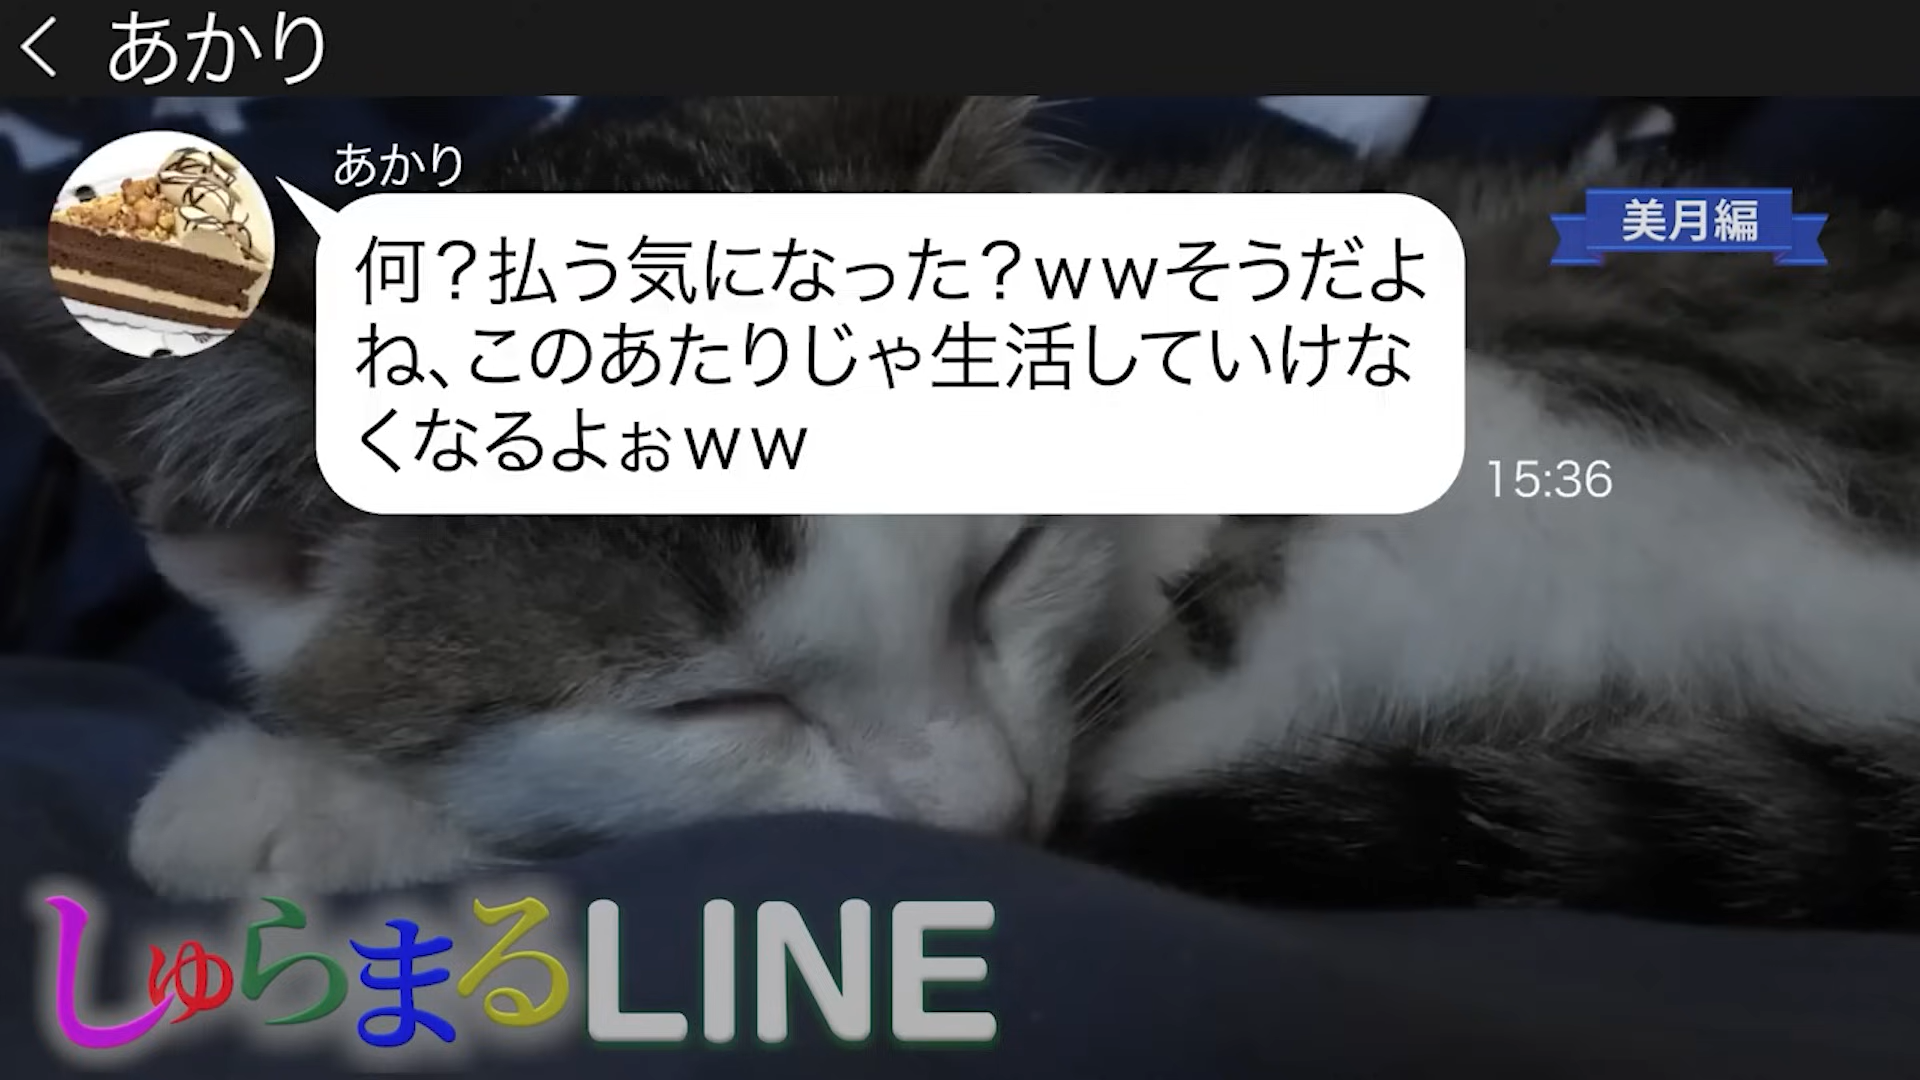 あかり
あかり
美月編
何？払う気になった？ｗｗそうだよ
ね、このあたりじゃ生活していけな
くなるよぉｗｗ
15:36
しゅらまるLINE